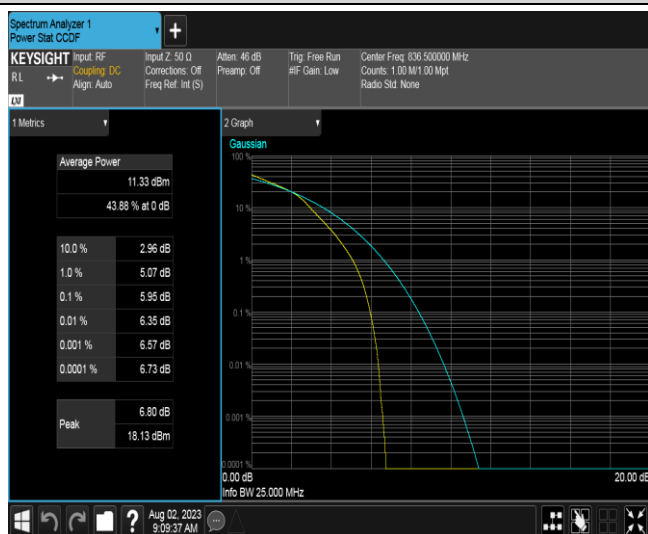 Spectrum Analyzer 1
Power Stat CCDF
+
KEYSIGHT
RL
LXI
Input: RF
Coupling: DC
Align: Auto
Input Z: 50 Ω
Corrections: Off
Freq Ref: Int (S)
Atten: 46 dB
Preamp: Off
Trig: Free Run
#IF Gain: Low
Center Freq: 836.500000 MHz
Counts: 1.00 M/1.00 Mpt
Radio Std: None
1 Metrics
Average Power
11.33 dBm
43.88 % at 0 dB
10.0 % 2.96 dB
1.0 % 5.07 dB
0.1 % 5.95 dB
0.01 % 6.35 dB
0.001 % 6.57 dB
0.0001 % 6.73 dB
Peak
6.80 dB
18.13 dBm
2 Graph
Gaussian
100 %
10 %
1 %
0.1 %
0.01 %
0.001 %
0.0001 %
0.00 dB
20.00 dB
Info BW 25.000 MHz
?
Aug 02, 2023
9:09:37 AM